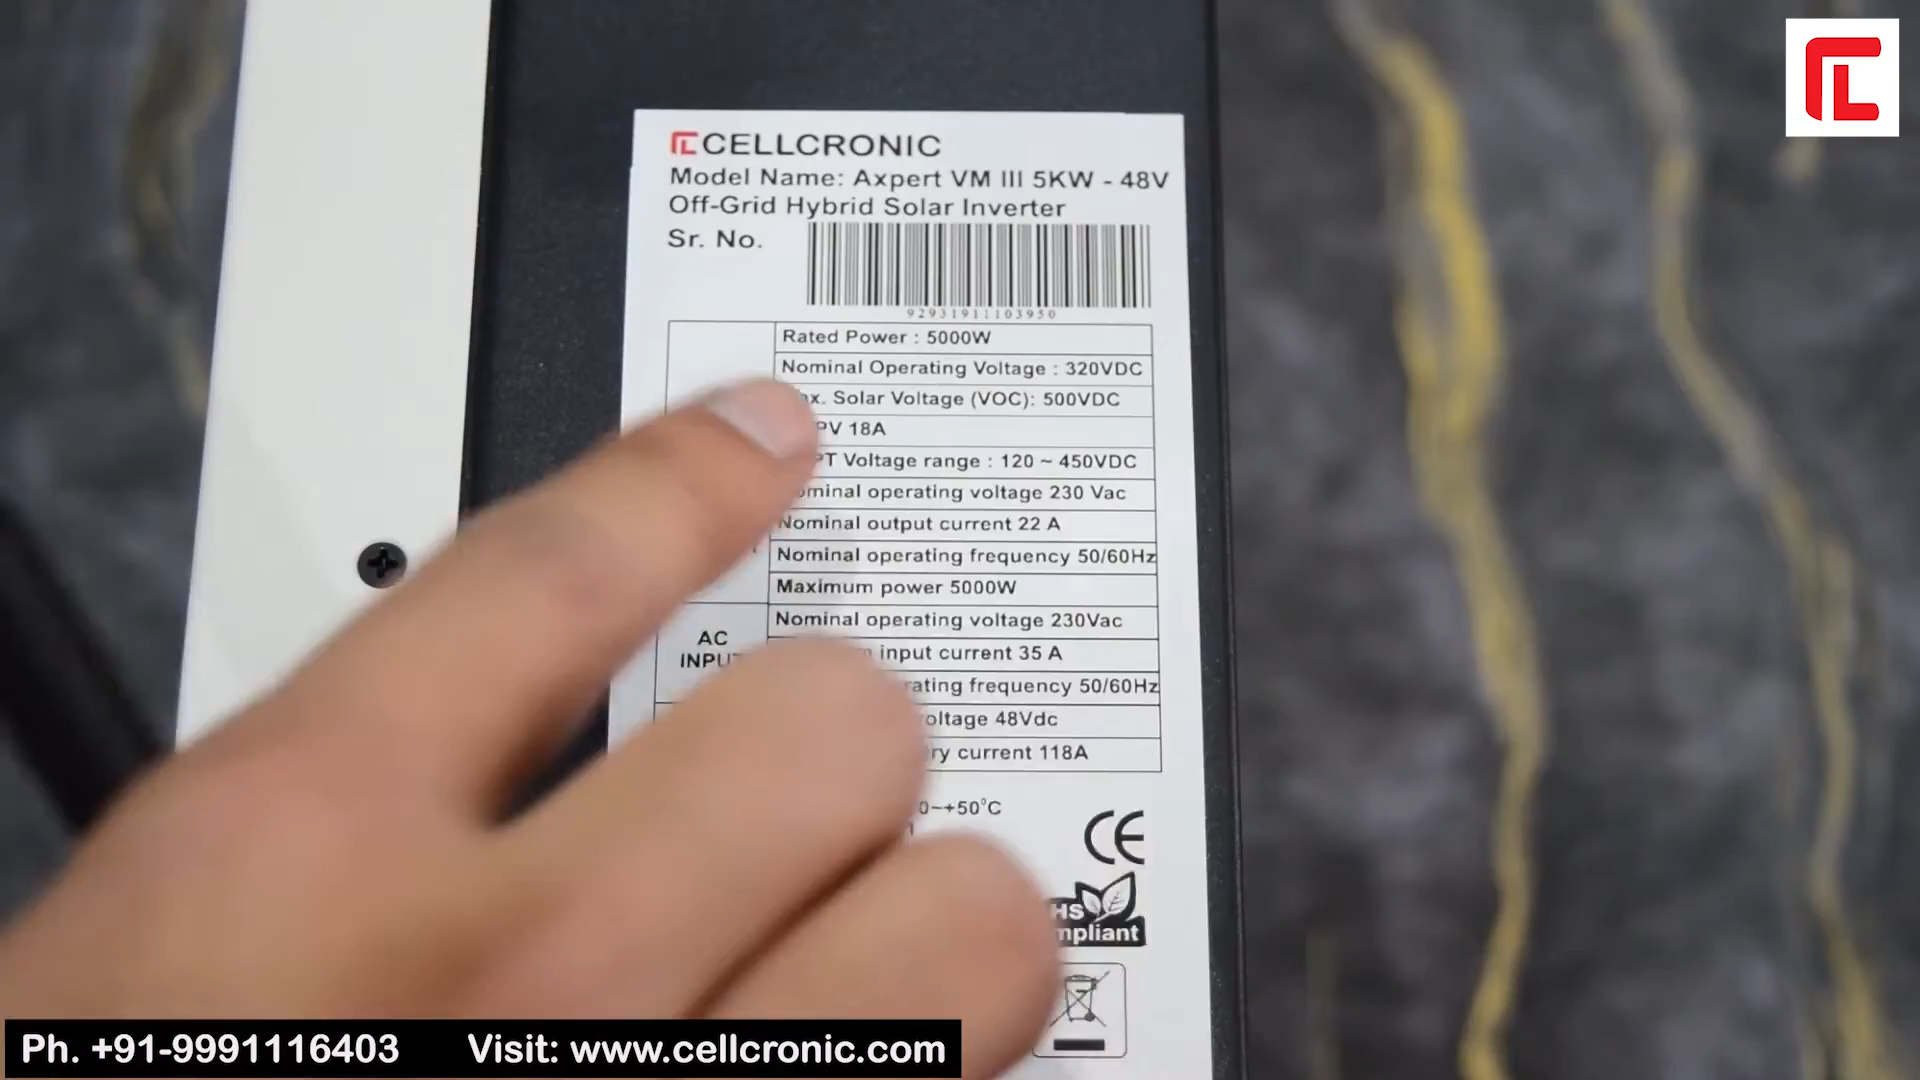 CELLCRONIC
Model Name: Axpert VM III 5KW - 48V
Off-Grid Hybrid Solar Inverter
Sr. No.
92931911103950
Rated Power : 5000W
Nominal Operating Voltage : 320VDC
Solar Voltage (VOC): 500VDC
PV 18A
Voltage range : 120 ~ 450VDC
operating voltage 230 Vac
Nominal output current 22 A
Nominal operating frequency 50/60Hz
Maximum power 5000W
AC
INPUT
Nominal operating voltage 230Vac
input current 35 A
frequency 50/60Hz
48Vdc
current 118A
~+50°C
CE
Ph. +91-9991116403 Visit: www.cellcronic.com